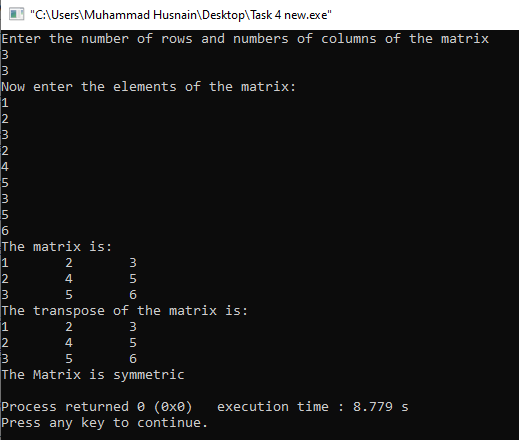 "C:\Users\Muhammad Husnain\Desktop\Task 4 new.exe"
Enter the number of rows and numbers of columns of the matrix
3
3
Now enter the elements of the matrix:
1
2
3
2
4
5
3
5
6
The matrix is:
1       2       3
2       4       5
3       5       6
The transpose of the matrix is:
1       2       3
2       4       5
3       5       6
The Matrix is symmetric
Process returned 0 (0x0)   execution time : 8.779 s
Press any key to continue.